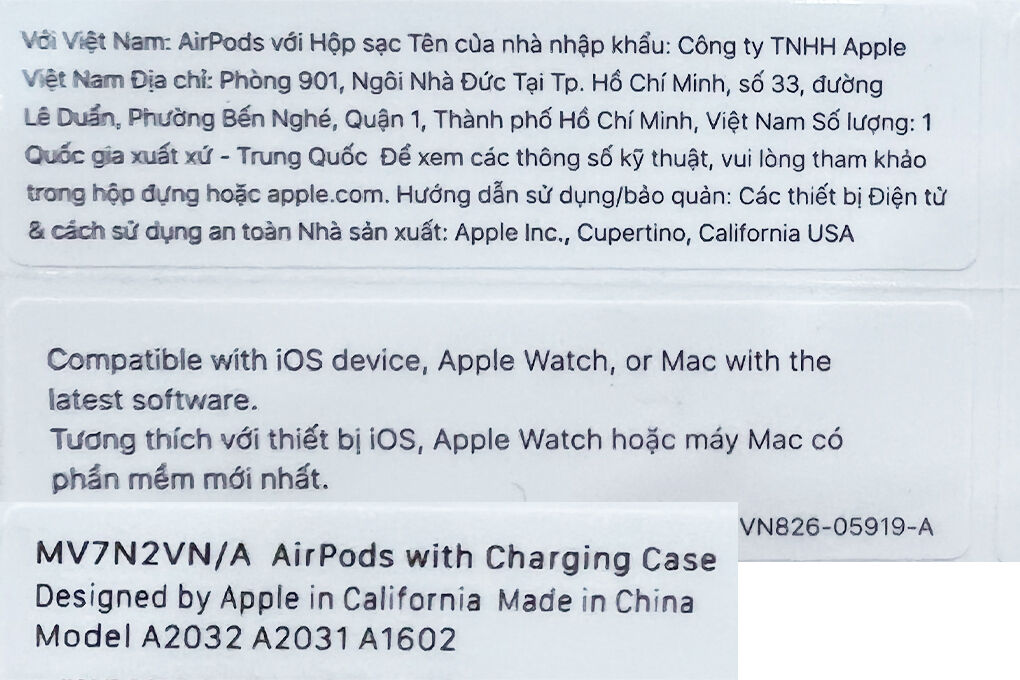 Với Việt Nam: AirPods với Hộp sạc Tên của nhà nhập khẩu: Công ty TNHH Apple
Việt Nam Địa chỉ: Phòng 901, Ngôi Nhà Đức Tại Tp. Hồ Chí Minh, số 33, đường
Lê Duẩn, Phường Bến Nghé, Quận 1, Thành phố Hồ Chí Minh, Việt Nam Số lượng: 1
Quốc gia xuất xứ - Trung Quốc Để xem các thông số kỹ thuật, vui lòng tham khảo
trong hộp đựng hoặc apple.com. Hướng dẫn sử dụng/bảo quản: Các thiết bị Điện tử
& cách sử dụng an toàn Nhà sản xuất: Apple Inc., Cupertino, California USA
Compatible with iOS device, Apple Watch, or Mac with the
latest software.
Tương thích với thiết bị iOS, Apple Watch hoặc máy Mac có
phần mềm mới nhất.
VN826-05919-A
MV7N2VN/A AirPods with Charging Case
Designed by Apple in California Made in China
Model A2032 A2031 A1602